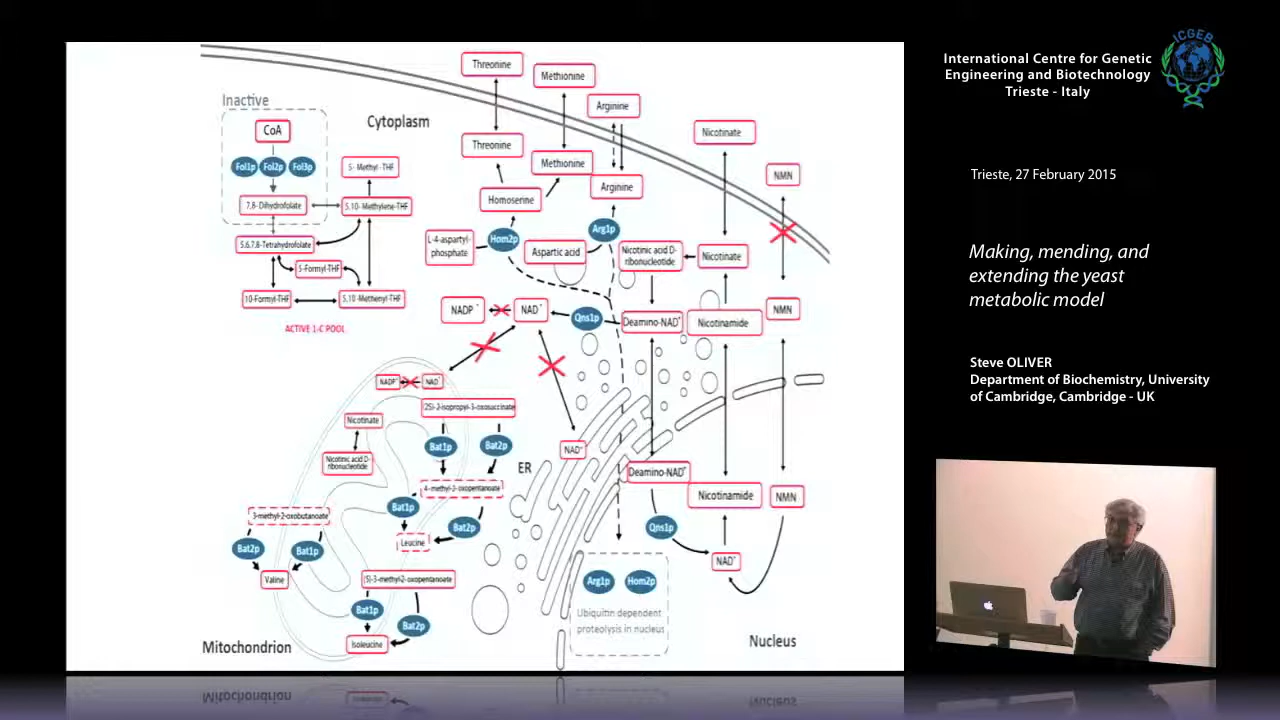 Threonine
Methionine
Arginine
Inactive
Cytoplasm
CoA
Nicotinate
Fol1p
Fol2p
Fol3p
5- Methyl -THF
Threonine
Methionine
NMN
Arginine
7,8- Dihydrofolate
5,10- Methylene-THF
Homoserine
5,6,7,8-Tetrahydrofolate
L-4-aspartyl-
phosphate
Hom2p
Arg1p
Aspartic acid
Nicotinic acid D-
ribonucleotide
Nicotinate
5-Formyl-THF
10-Formyl-THF
5,10-Methenyl-THF
ACTIVE 1-C POOL
NADP+
NAD+
Qns1p
Deamino-NAD+
Nicotinamide
NMN
NADP+
NAD+
(2S)-2-isopropyl-3-oxosuccinate
Nicotinate
Bat1p
Bat2p
NAD+
Nicotinic acid D-
ribonucleotide
ER
Deamino-NAD+
4-methyl-3-oxopentanoate
Nicotinamide
NMN
Bat1p
3-methyl-2-oxobutanoate
Bat2p
Qns1p
Leucine
Bat2p
Bat1p
NAD+
Valine
(S)-3-methyl-2-oxopentanoate
Arg1p
Hom2p
Bat1p
Bat2p
Ubiquitin dependent
proteolysis in nucleus
Mitochondrion
Isoleucine
Nucleus
International Centre for Genetic
Engineering and Biotechnology
Trieste - Italy
ICGEB
Trieste, 27 February 2015
Making, mending, and
extending the yeast
metabolic model
Steve OLIVER
Department of Biochemistry, University
of Cambridge, Cambridge - UK